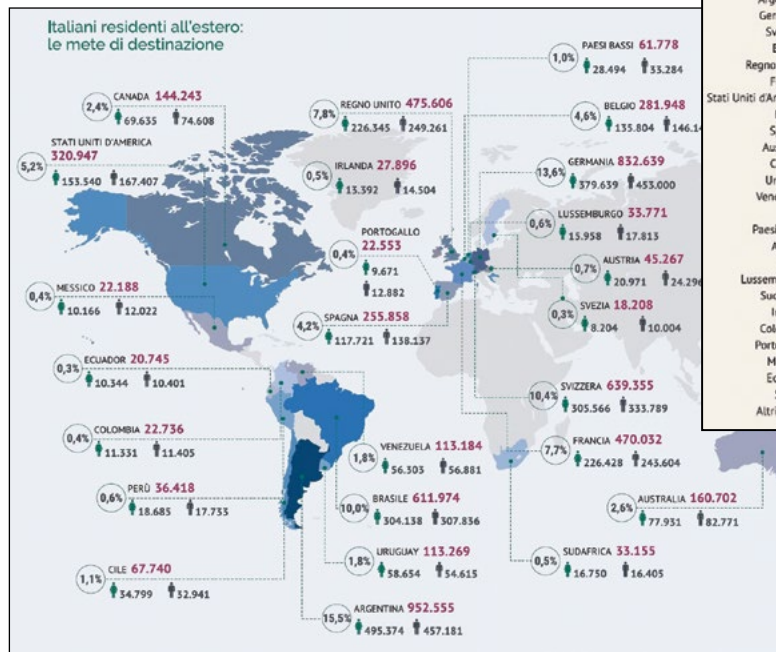 Italiani residenti all'estero:
le mete di destinazione
PAESI BASSI 61.778
1,0%
28.494 33.284
CANADA 144.243
2,4%
69.635 74.608
REGNO UNITO 475.606
7,8%
226.345 249.261
BELGIO 281.948
4,6%
135.804
STATI UNITI D'AMERICA
320.947
5,2%
153.540 167.407
IRLANDA 27.896
0,5%
13.392 14.504
GERMANIA 832.639
13,6%
379.639 453.000
LUSSEMBURGO 33.771
0,6%
15.958 17.813
PORTOGALLO
22.553
0,4%
9.671
12.882
AUSTRIA 45.267
0,7%
20.971 24.296
MESSICO 22.188
0,4%
10.166 12.022
SVEZIA 18.208
0,3%
8.204 10.004
SPAGNA 255.858
4,2%
117.721 138.137
ECUADOR 20.745
0,3%
10.344 10.401
SVIZZERA 639.355
10,4%
305.566 333.789
COLOMBIA 22.736
0,4%
11.331 11.405
VENEZUELA 113.184
1,8%
56.303 56.881
FRANCIA 470.032
7,7%
226.428 243.604
PERÙ 36.418
0,6%
18.685 17.733
BRASILE 611.974
10,0%
304.138 307.836
AUSTRALIA 160.702
2,6%
77.931 82.771
URUGUAY 113.269
1,8%
58.654 54.615
SUDAFRICA 33.155
0,5%
16.750 16.405
CILE 67.740
1,1%
34.799 32.941
ARGENTINA 952.555
15,5%
495.374 457.181
Regno
Stati Uniti d'Am
Paesi
Altri